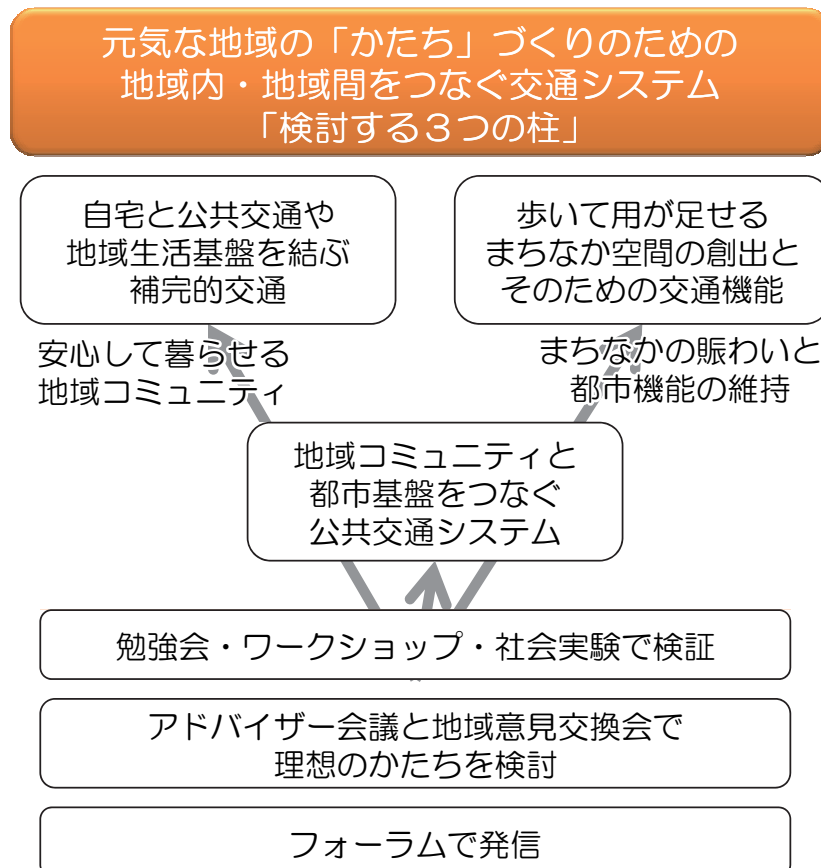 元気な地域の「かたち」づくりのための
地域内・地域間をつなぐ交通システム
「検討する３つの柱」
自宅と公共交通や
地域生活基盤を結ぶ
補完的交通
歩いて用が足せる
まちなか空間の創出と
そのための交通機能
安心して暮らせる
地域コミュニティ
まちなかの賑わいと
都市機能の維持
地域コミュニティと
都市基盤をつなぐ
公共交通システム
勉強会・ワークショップ・社会実験で検証
アドバイザー会議と地域意見交換会で
理想のかたちを検討
フォーラムで発信